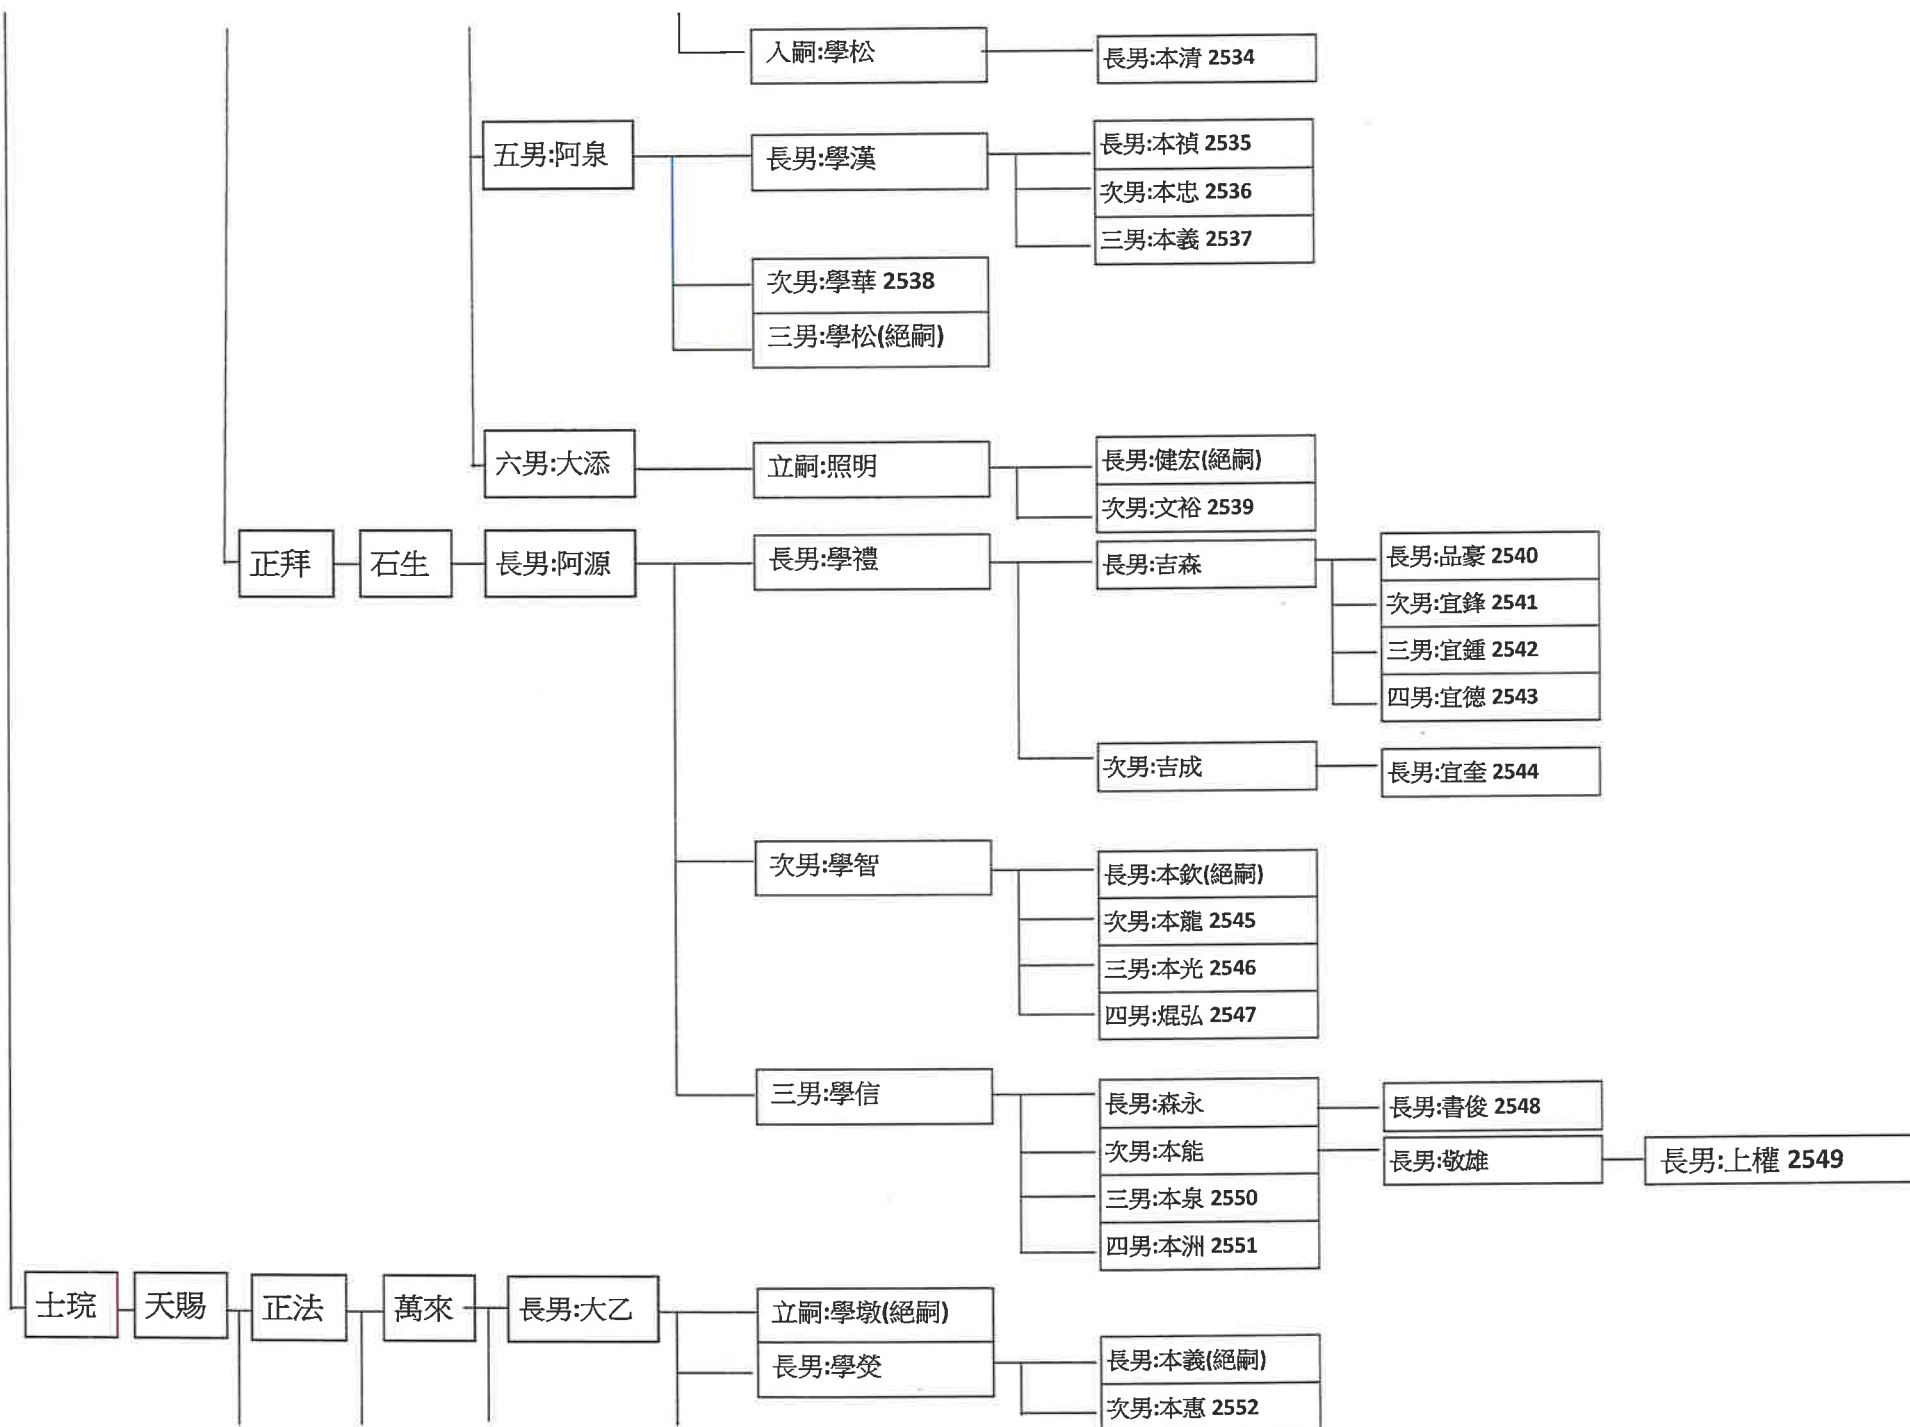 入嗣:學松
長男:本清 2534
五男:阿泉
長男:學漢
長男:本禎 2535
次男:本忠 2536
三男:本義 2537
次男:學華 2538
三男:學松(絕嗣)
六男:大添
立嗣:照明
長男:健宏(絕嗣)
次男:文裕 2539
正拜
石生
長男:阿源
長男:學禮
長男:吉森
長男:品豪 2540
次男:宜鋒 2541
三男:宜鍾 2542
四男:宜德 2543
次男:吉成
長男:宜奎 2544
次男:學智
長男:本欽(絕嗣)
次男:本龍 2545
三男:本光 2546
四男:焜弘 2547
三男:學信
長男:森永
長男:書俊 2548
次男:本能
長男:敬雄
長男:上權 2549
三男:本泉 2550
四男:本洲 2551
士琓
天賜
正法
萬來
長男:大乙
立嗣:學墩(絕嗣)
長男:學熒
長男:本義(絕嗣)
次男:本惠 2552